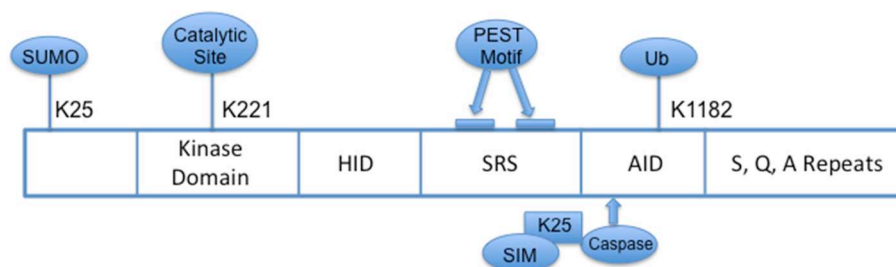 SUMO
Catalytic
Site
PEST
Motif
Ub
K25
K221
K1182
Kinase
Domain
HID
SRS
AID
S, Q, A Repeats
K25
SIM
Caspase